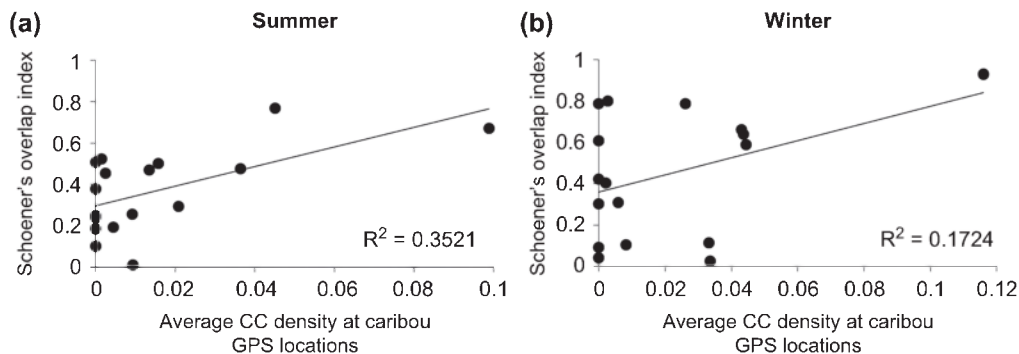 (a)
Summer
Schoener's overlap index
1
0.8
0.6
0.4
0.2
0
R² = 0.3521
0 0.02 0.04 0.06 0.08 0.1
Average CC density at caribou
GPS locations
(b)
Winter
Schoener's overlap index
1
0.8
0.6
0.4
0.2
0
R² = 0.1724
0 0.02 0.04 0.06 0.08 0.10 0.12
Average CC density at caribou
GPS locations